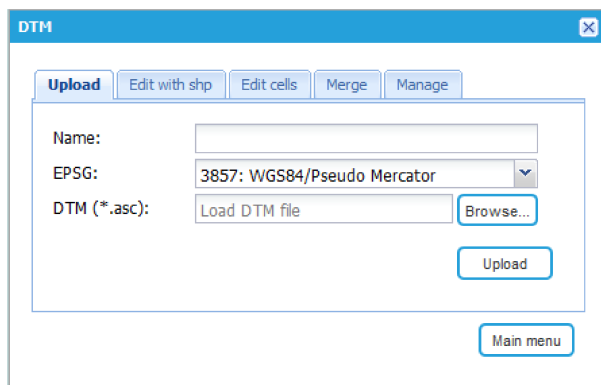 DTM
Upload Edit with shp Edit cells Merge Manage
Name:
EPSG: 3857: WGS84/Pseudo Mercator
DTM (*.asc): Load DTM file Browse...
Upload
Main menu